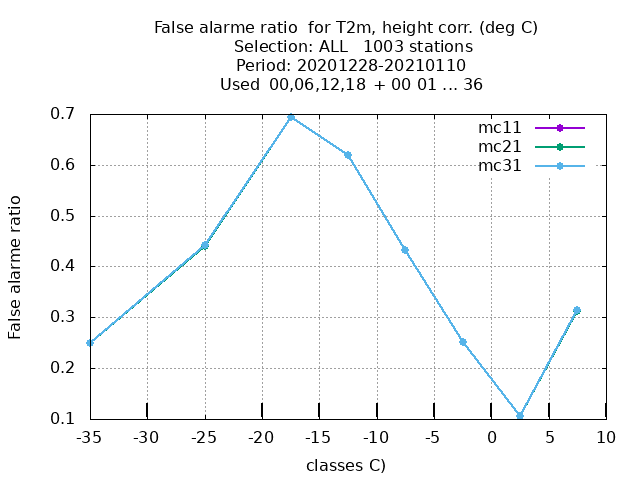 False alarme ratio  for T2m, height corr. (deg C)
Selection: ALL   1003 stations
Period: 20201228-20210110
Used  00,06,12,18  + 00 01 ... 36
mc11
mc21
mc31
False alarme ratio
0.7
0.6
0.5
0.4
0.3
0.2
0.1
-35 -30 -25 -20 -15 -10 -5 0 5 10
classes C)